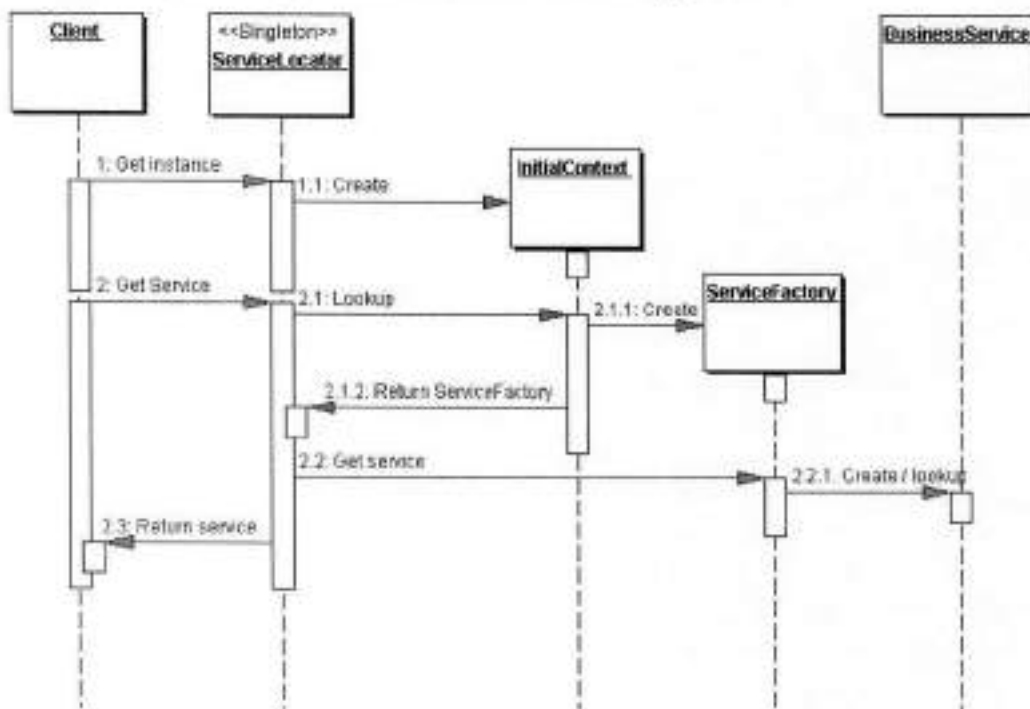 Client
<<Singleton>>
ServiceLocator
BusinessService
1: Get instance
1.1: Create
InitialContext
2: Get Service
2.1: Lookup
2.1.1: Create
ServiceFactory
2.1.2: Return ServiceFactory
2.2: Get service
2.2.1. Create / lookup
2.3: Return service